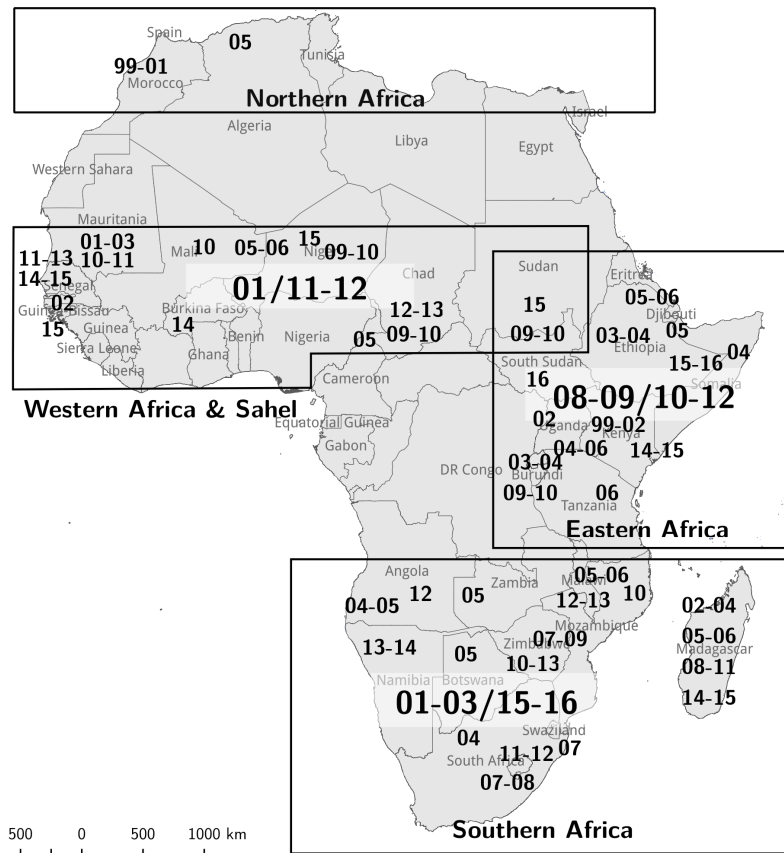 Spain
05
99-01
Tunisia
Morocco
Northern Africa
Israel
Algeria
Libya
Egypt
Western Sahara
Mauritania
01-03
10
05-06
15
09-10
11-13
10-11
Mali
Niger
14-15
Senegal
01/11-12
Chad
Sudan
Eritrea
02
Guinea-Bissau
Burkina Faso
12-13
15
05-06
Djibouti
15
Guinea
14
Benin
Nigeria
05
09-10
09-10
03-04
05
Sierra Leone
Ghana
Ethiopia
04
Liberia
Cameroon
South Sudan
15-16
16
Somalia
08-09/10-12
Western Africa & Sahel
Equatorial Guinea
02
Uganda
99-02
Kenya
Gabon
04-06
14-15
DR Congo
03-04
Burundi
09-10
06
Tanzania
Eastern Africa
Angola
05-06
Zambia
Malawi
04-05
12
05
12-13
10
02-04
Mozambique
13-14
05
Zimbabwe
07-09
05-06
Madagascar
10-13
08-11
Namibia
Botswana
01-03/15-16
14-15
04
Swaziland
South Africa
11-12
07
07-08
Southern Africa
500 0 500 1000 km